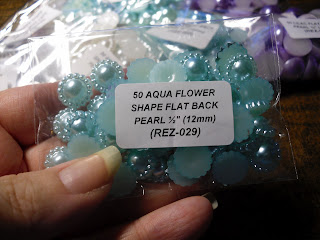 50 AQUA FLOWER
SHAPE FLAT BACK
PEARL ½" (12mm)
(REZ-029)